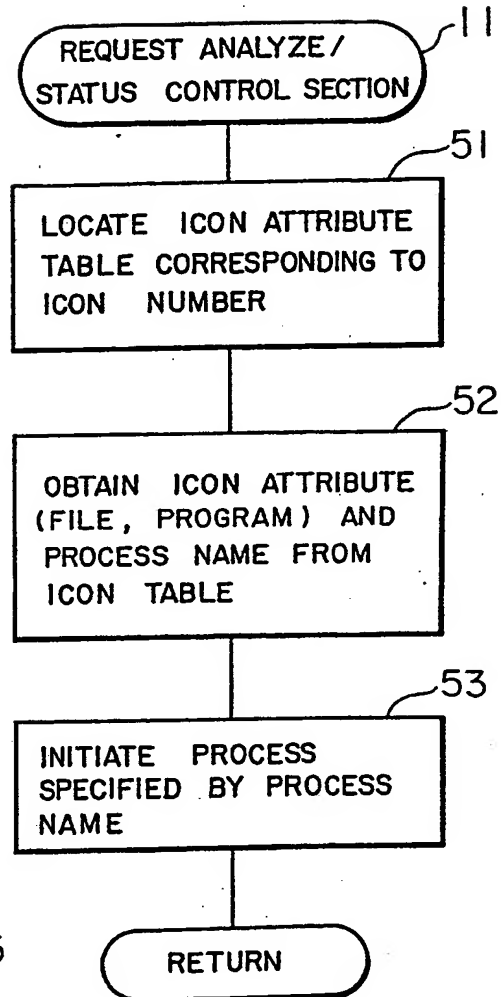 11
REQUEST ANALYZE/
STATUS CONTROL SECTION
51
LOCATE ICON ATTRIBUTE
TABLE CORRESPONDING TO
ICON NUMBER
52
OBTAIN ICON ATTRIBUTE
(FILE, PROGRAM) AND
PROCESS NAME FROM
ICON TABLE
53
INITIATE PROCESS
SPECIFIED BY PROCESS
NAME
RETURN